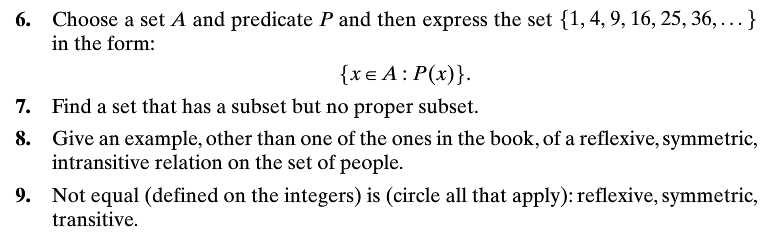 6. Choose a set A and predicate P and then express the set {1, 4, 9, 16, 25, 36, ... }
in the form:
{x ∈ A : P(x)}.
7. Find a set that has a subset but no proper subset.
8. Give an example, other than one of the ones in the book, of a reflexive, symmetric,
intransitive relation on the set of people.
9. Not equal (defined on the integers) is (circle all that apply): reflexive, symmetric,
transitive.